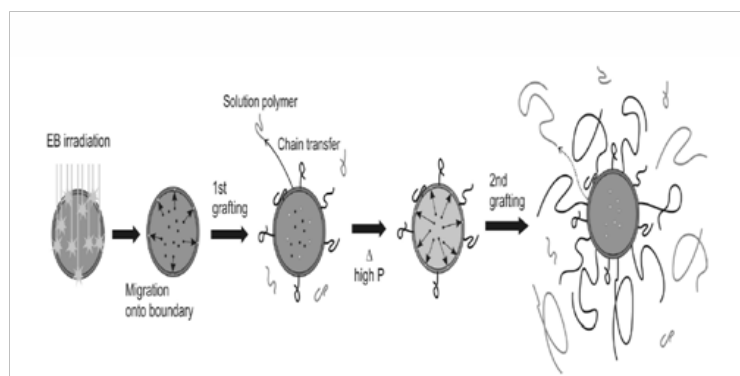 EB irradiation
Migration
onto boundary
1st
grafting
Solution polymer
Chain transfer
Δ
high P
2nd
grafting